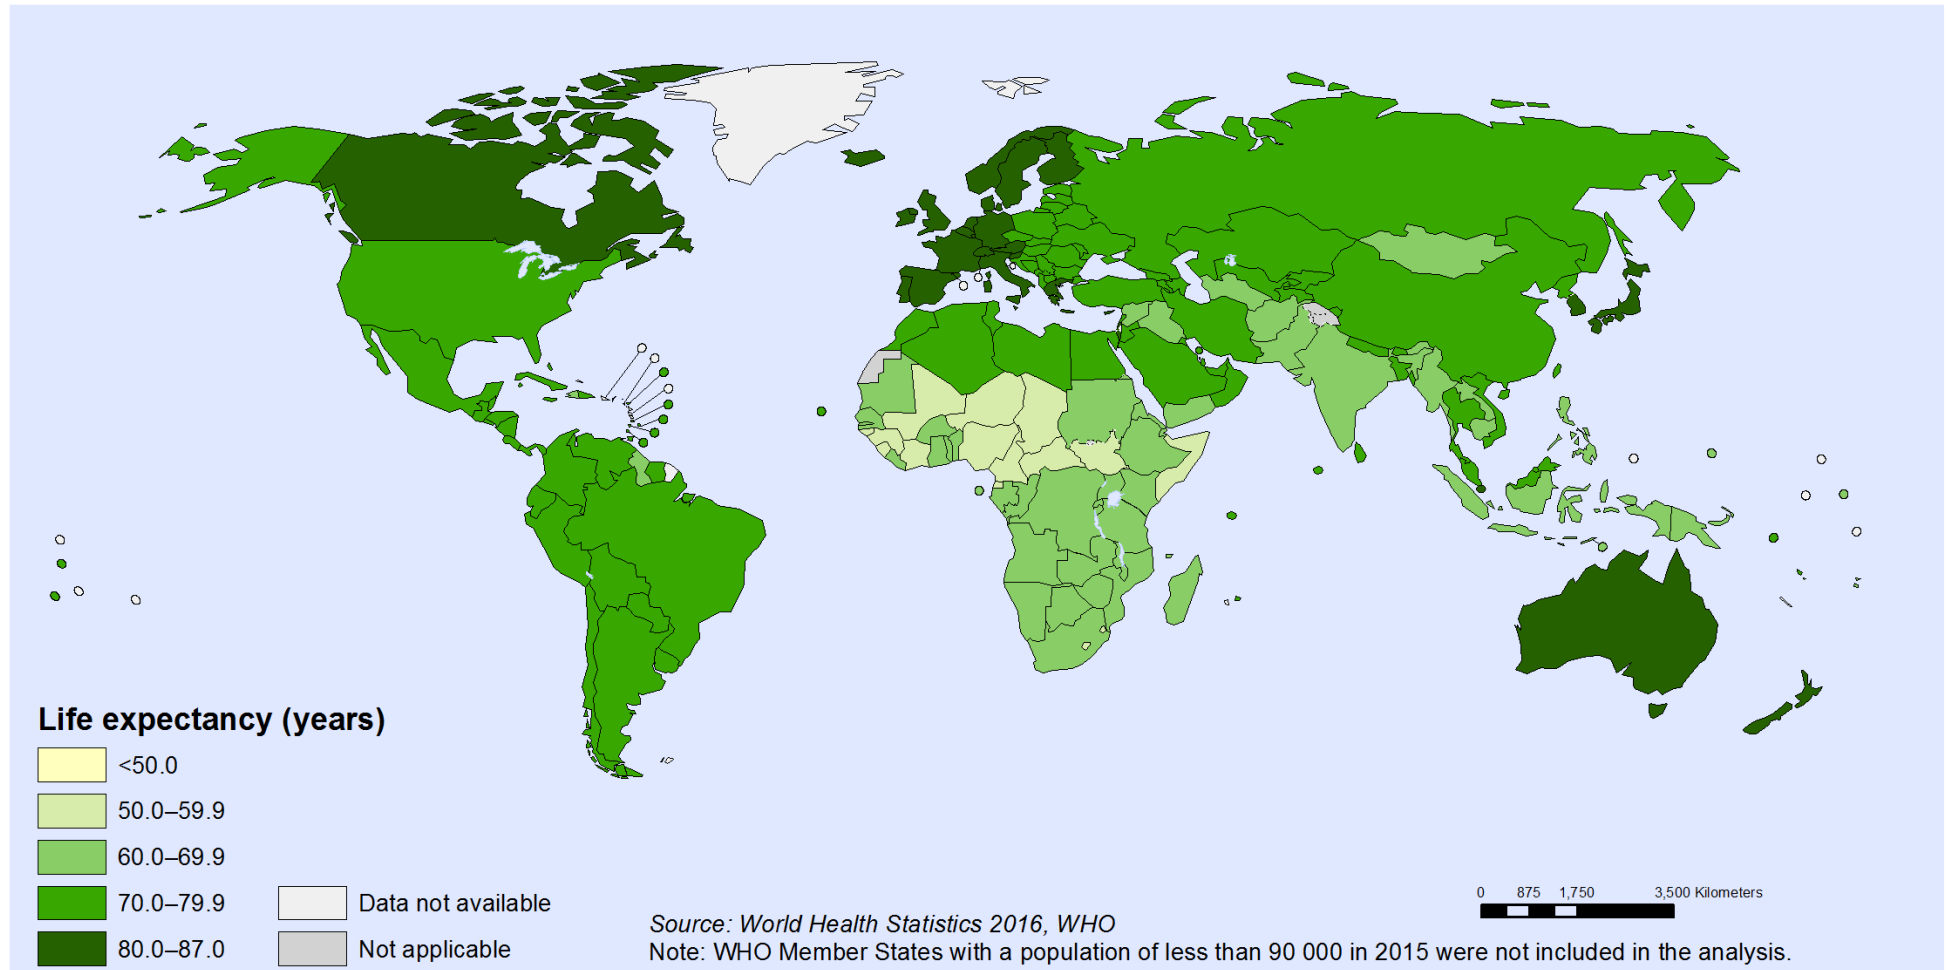 Life expectancy (years)
<50.0
50.0–59.9
60.0–69.9
70.0–79.9
80.0–87.0
Data not available
Not applicable
0 875 1,750 3,500 Kilometers
Source: World Health Statistics 2016, WHO
Note: WHO Member States with a population of less than 90 000 in 2015 were not included in the analysis.